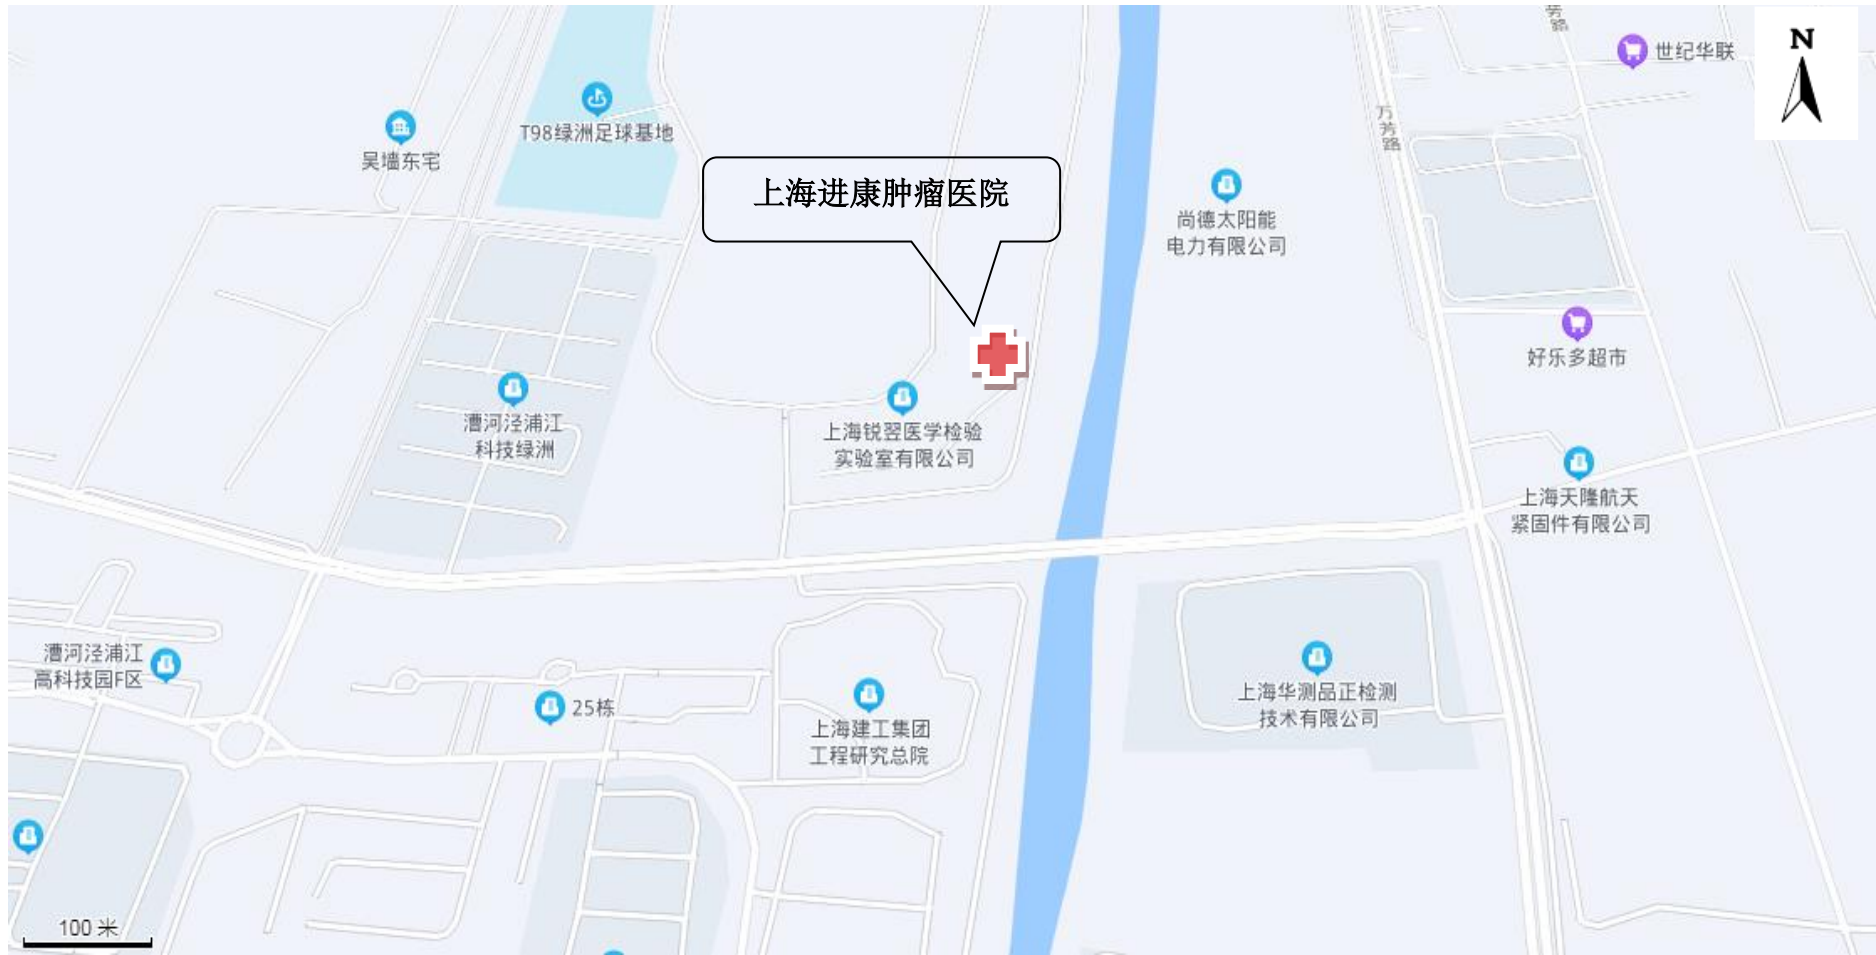 芳路
世纪华联
N
T98绿洲足球基地
吴墙东宅
万芳路
上海进康肿瘤医院
尚德太阳能
电力有限公司
好乐多超市
漕河泾浦江
科技绿洲
上海锐翌医学检验
实验室有限公司
上海天隆航天
紧固件有限公司
漕河泾浦江
高科技园F区
25栋
上海建工集团
工程研究总院
上海华测品正检测
技术有限公司
100 米